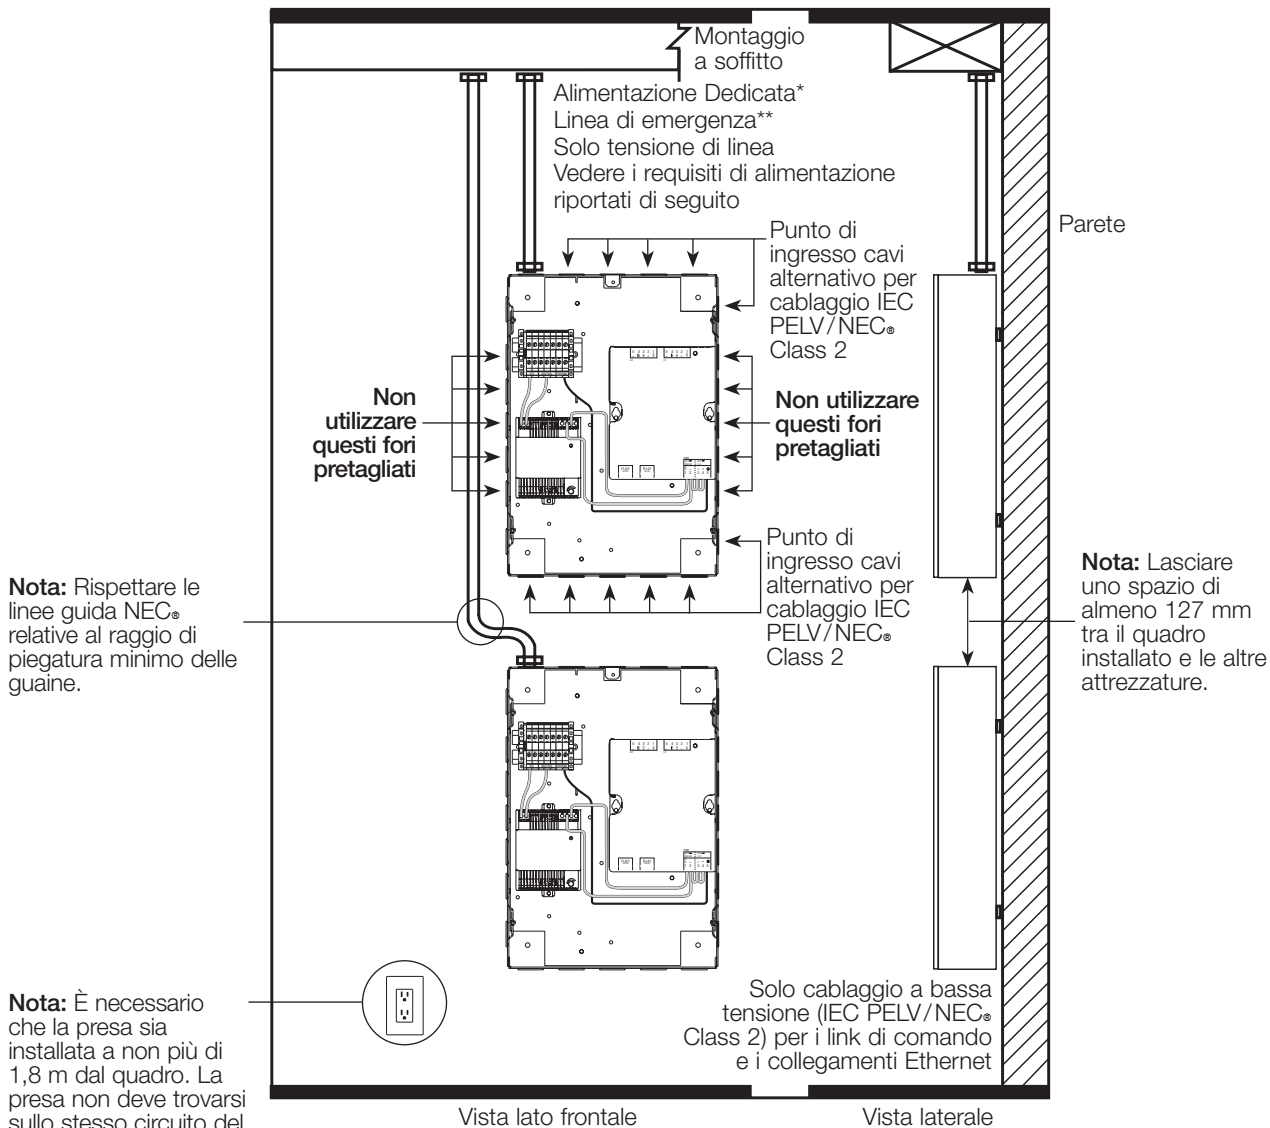 Montaggio
a soffitto
Alimentazione Dedicata*
Linea di emergenza**
Solo tensione di linea
Vedere i requisiti di alimentazione
riportati di seguito
Parete
Punto di
ingresso cavi
alternativo per
cablaggio IEC
PELV/NEC®
Class 2
Non
utilizzare
questi fori
pretagliati
Non utilizzare
questi fori
pretagliati
Punto di
ingresso cavi
alternativo per
cablaggio IEC
PELV/NEC®
Class 2
Nota: Rispettare le
linee guida NEC®
relative al raggio di
piegatura minimo delle
guaine.
Nota: Lasciare
uno spazio di
almeno 127 mm
tra il quadro
installato e le altre
attrezzature.
Nota: È necessario
che la presa sia
installata a non più di
1,8 m dal quadro. La
presa non deve trovarsi
sullo stesso circuito del
Solo cablaggio a bassa
tensione (IEC PELV/NEC®
Class 2) per i link di comando
e i collegamenti Ethernet
Vista lato frontale
Vista laterale